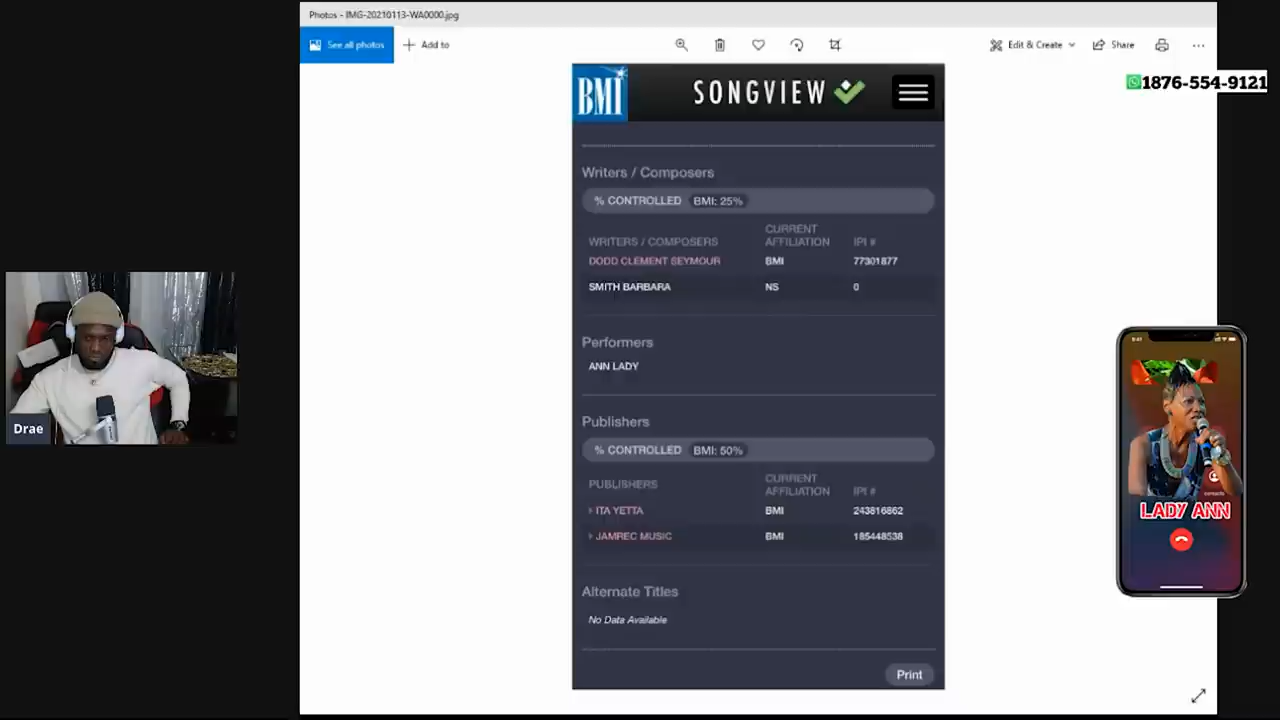 Photos - IMG-20210113-WA0000.jpg
See all photos
Add to
Edit & Create
Share
1876-554-9121
BMI
SONGVIEW
Writers / Composers
% CONTROLLED BMI: 25%
WRITERS / COMPOSERS CURRENT AFFILIATION IPI #
DODD CLEMENT SEYMOUR BMI 77301877
SMITH BARBARA NS 0
Performers
ANN LADY
Publishers
% CONTROLLED BMI: 50%
PUBLISHERS CURRENT AFFILIATION IPI #
ITA YETTA BMI 243816862
JAMREC MUSIC BMI 185448538
Alternate Titles
No Data Available
Print
Drae
LADY ANN